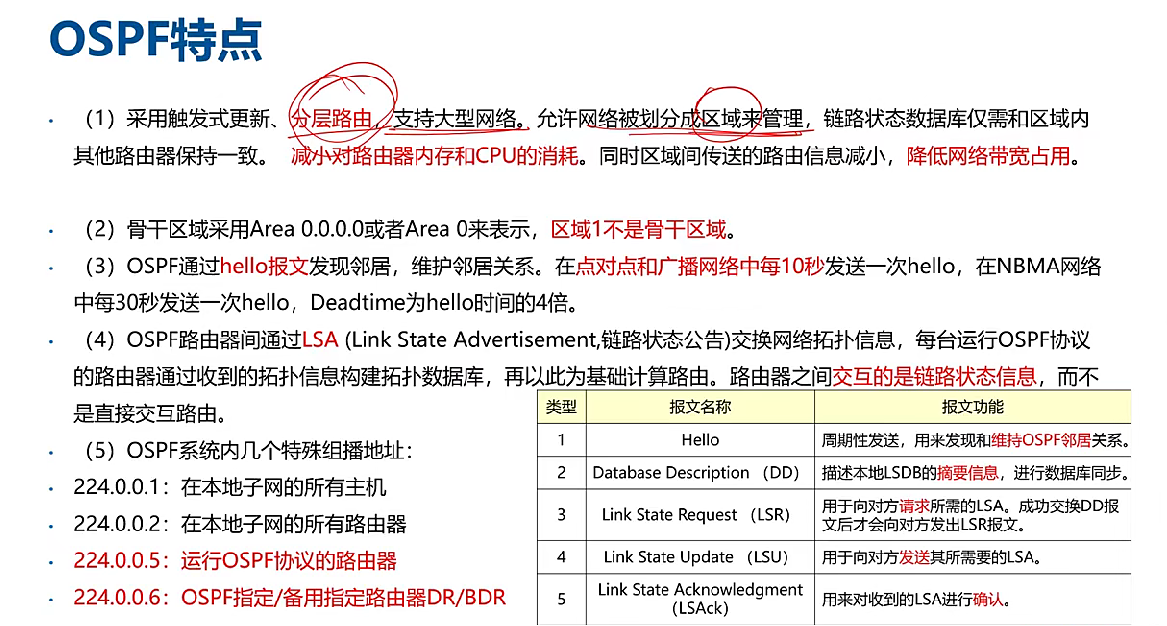 OSPF特点
• （1）采用触发式更新、分层路由，支持大型网络。允许网络被划分成区域来管理，链路状态数据库仅需和区域内
其他路由器保持一致。 减小对路由器内存和CPU的消耗。同时区域间传送的路由信息减小，降低网络带宽占用。
• （2）骨干区域采用Area 0.0.0.0或者Area 0来表示，区域1不是骨干区域。
• （3）OSPF通过hello报文发现邻居，维护邻居关系。在点对点和广播网络中每10秒发送一次hello，在NBMA网络
中每30秒发送一次hello，Deadtime为hello时间的4倍。
• （4）OSPF路由器间通过LSA (Link State Advertisement,链路状态公告)交换网络拓扑信息，每台运行OSPF协议
的路由器通过收到的拓扑信息构建拓扑数据库，再以此为基础计算路由。路由器之间交互的是链路状态信息，而不
是直接交互路由。
• （5）OSPF系统内几个特殊组播地址：
• 224.0.0.1：在本地子网的所有主机
• 224.0.0.2：在本地子网的所有路由器
• 224.0.0.5：运行OSPF协议的路由器
• 224.0.0.6：OSPF指定/备用指定路由器DR/BDR
类型 报文名称 报文功能
1 Hello 周期性发送，用来发现和维持OSPF邻居关系。
2 Database Description （DD） 描述本地LSDB的摘要信息，进行数据库同步。
3 Link State Request （LSR） 用于向对方请求所需的LSA。成功交换DD报
文后才会向对方发出LSR报文。
4 Link State Update （LSU） 用于向对方发送其所需要的LSA。
5 Link State Acknowledgment
（LSAck） 用来对收到的LSA进行确认。